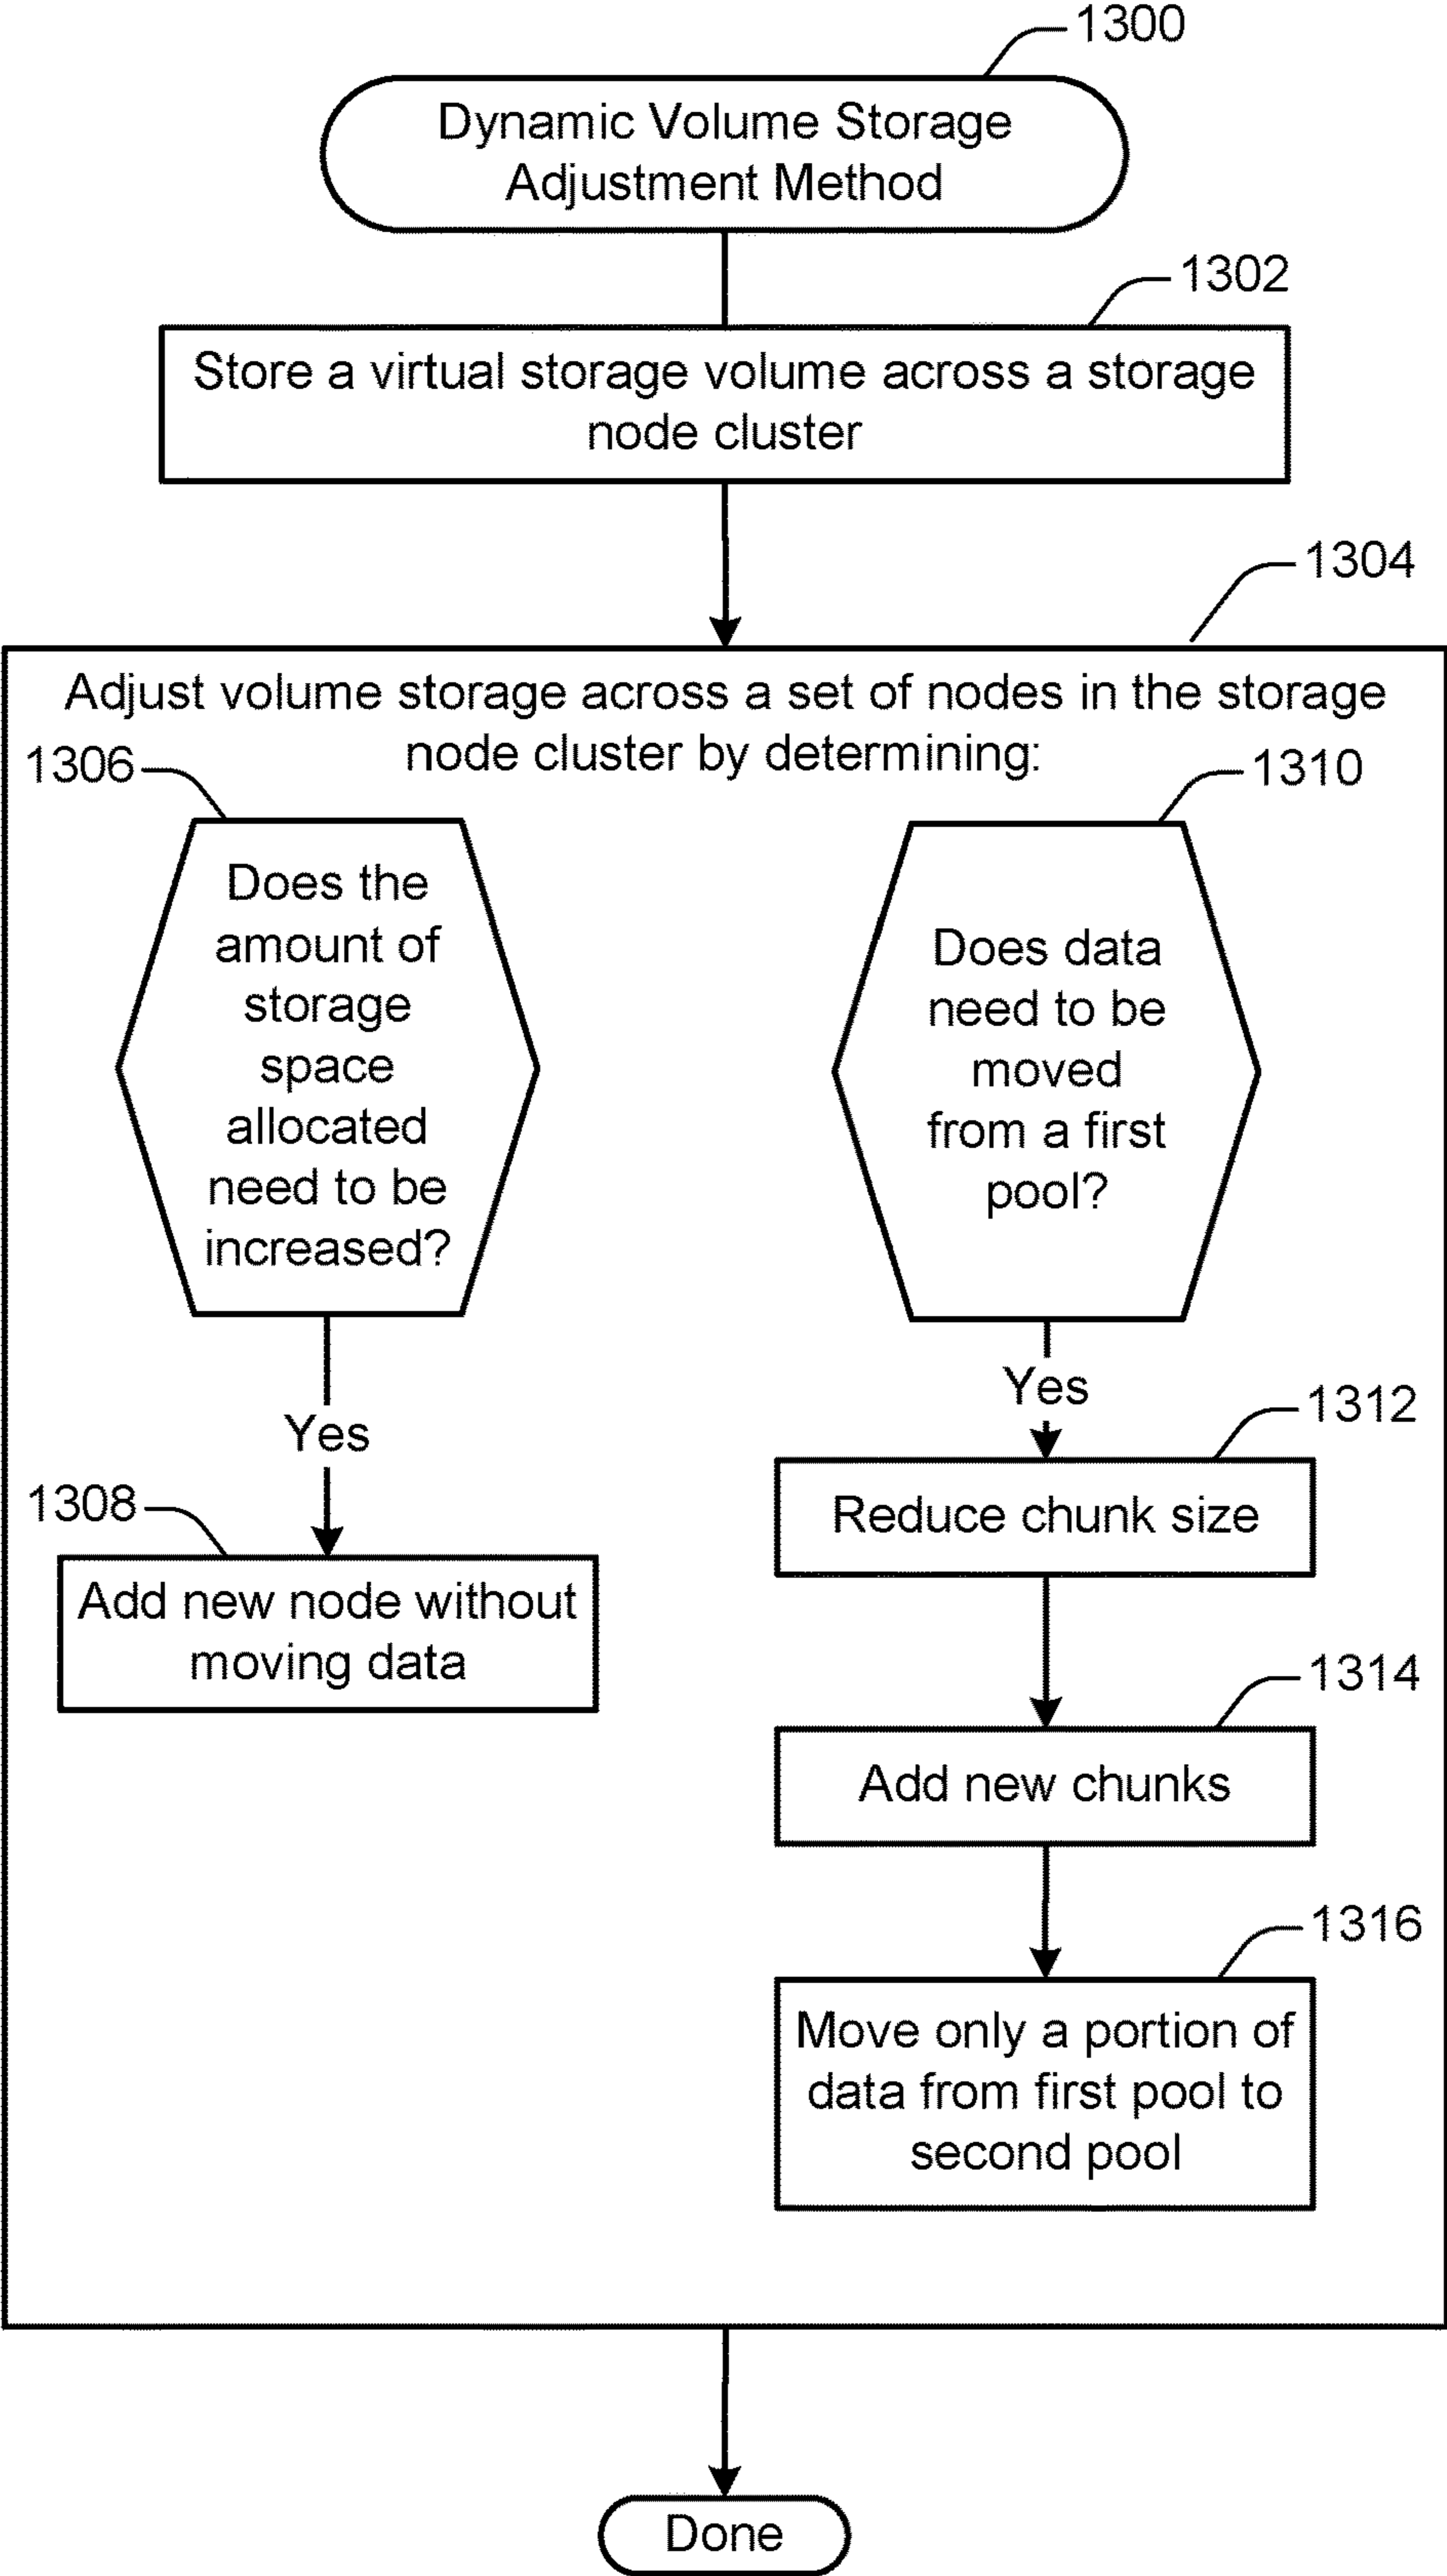 1300
Dynamic Volume Storage
Adjustment Method
1302
Store a virtual storage volume across a storage
node cluster
1304
Adjust volume storage across a set of nodes in the storage
node cluster by determining:
1306
Does the
amount of
storage
space
allocated
need to be
increased?
Yes
1308
Add new node without
moving data
1310
Does data
need to be
moved
from a first
pool?
Yes
1312
Reduce chunk size
1314
Add new chunks
1316
Move only a portion of
data from first pool to
second pool
Done